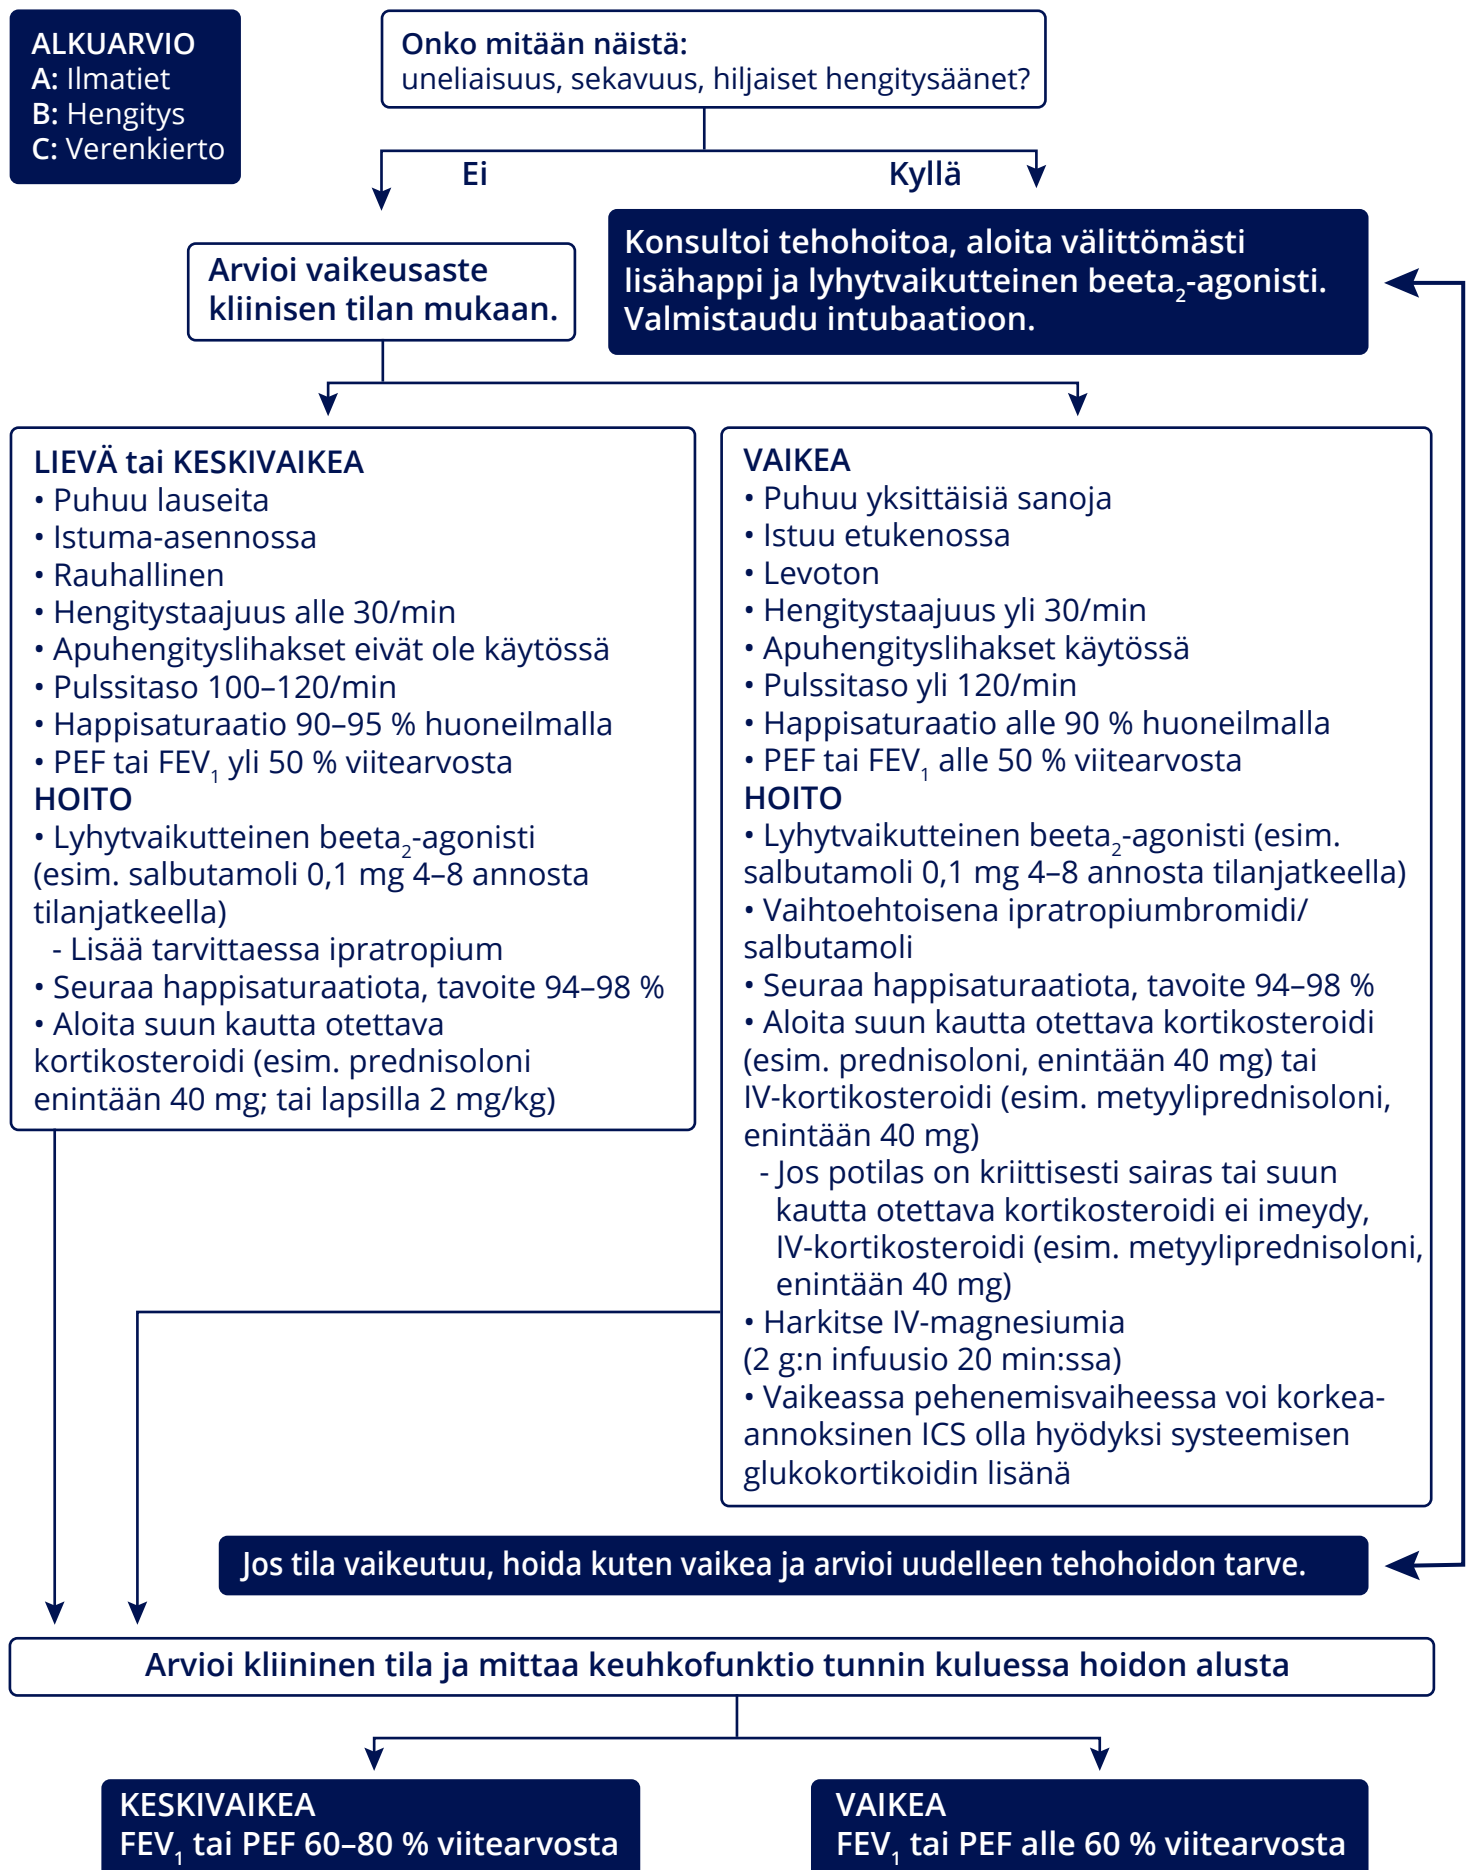 ALKUARVIO
A: Ilmatiet
B: Hengitys
C: Verenkierto
Onko mitään näistä:
uneliaisuus, sekavuus, hiljaiset hengitysäänet?
Ei
Kyllä
Arvioi vaikeusaste
kliinisen tilan mukaan.
Konsultoi tehohoitoa, aloita välittömästi
lisähappi ja lyhytvaikutteinen beeta₂-agonisti.
Valmistaudu intubaatioon.
LIEVÄ tai KESKIVAIKEA
• Puhuu lauseita
• Istuma-asennossa
• Rauhallinen
• Hengitystaajuus alle 30/min
• Apuhengityslihakset eivät ole käytössä
• Pulssitaso 100–120/min
• Happisaturaatio 90–95 % huoneilmalla
• PEF tai FEV₁ yli 50 % viitearvosta
HOITO
• Lyhytvaikutteinen beeta₂-agonisti
(esim. salbutamoli 0,1 mg 4–8 annosta
tilanjatkeella)
- Lisää tarvittaessa ipratropium
• Seuraa happisaturaatiota, tavoite 94–98 %
• Aloita suun kautta otettava
kortikosteroidi (esim. prednisoloni
enintään 40 mg; tai lapsilla 2 mg/kg)
VAIKEA
• Puhuu yksittäisiä sanoja
• Istuu etukenossa
• Levoton
• Hengitystaajuus yli 30/min
• Apuhengityslihakset käytössä
• Pulssitaso yli 120/min
• Happisaturaatio alle 90 % huoneilmalla
• PEF tai FEV₁ alle 50 % viitearvosta
HOITO
• Lyhytvaikutteinen beeta₂-agonisti (esim.
salbutamoli 0,1 mg 4–8 annosta tilanjatkeella)
• Vaihtoehtoisena ipratropiumbromidi/
salbutamoli
• Seuraa happisaturaatiota, tavoite 94–98 %
• Aloita suun kautta otettava kortikosteroidi
(esim. prednisoloni, enintään 40 mg) tai
IV-kortikosteroidi (esim. metyyliprednisoloni,
enintään 40 mg)
- Jos potilas on kriittisesti sairas tai suun
kautta otettava kortikosteroidi ei imeydy,
IV-kortikosteroidi (esim. metyyliprednisoloni,
enintään 40 mg)
• Harkitse IV-magnesiumia
(2 g:n infuusio 20 min:ssa)
• Vaikeassa pehenemisvaiheessa voi korkea-
annoksinen ICS olla hyödyksi systeemisen
glukokortikoidin lisänä
Jos tila vaikeutuu, hoida kuten vaikea ja arvioi uudelleen tehohoidon tarve.
Arvioi kliininen tila ja mittaa keuhkofunktio tunnin kuluessa hoidon alusta
KESKIVAIKEA
FEV₁ tai PEF 60–80 % viitearvosta
VAIKEA
FEV₁ tai PEF alle 60 % viitearvosta